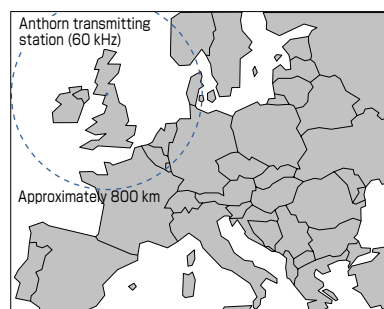 Anthorn transmitting
station (60 kHz)
Approximately 800 km